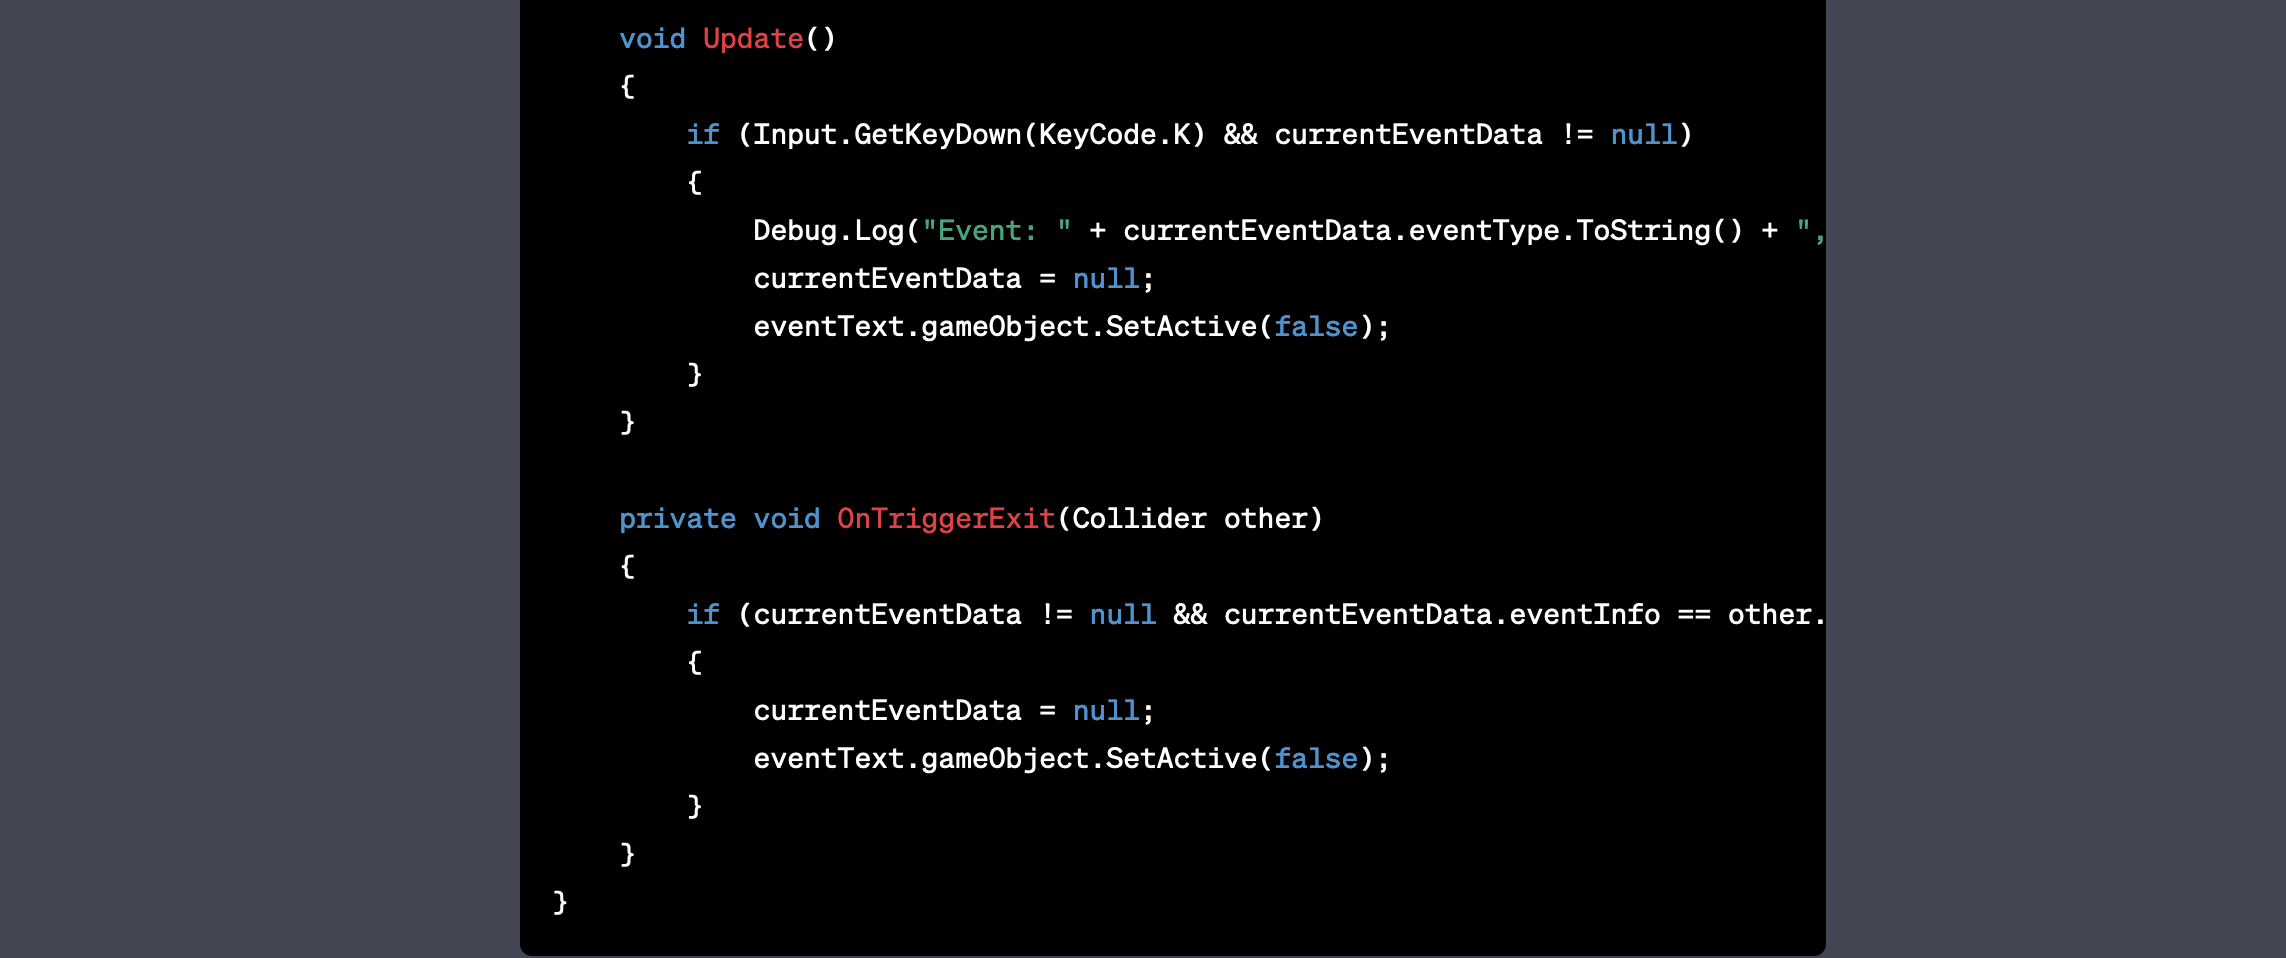 void Update()
{
if (Input.GetKeyDown(KeyCode.K) && currentEventData != null)
{
Debug.Log("Event: " + currentEventData.eventType.ToString() + ",
currentEventData = null;
eventText.gameObject.SetActive(false);
}
}
private void OnTriggerExit(Collider other)
{
if (currentEventData != null && currentEventData.eventInfo == other.
{
currentEventData = null;
eventText.gameObject.SetActive(false);
}
}
}